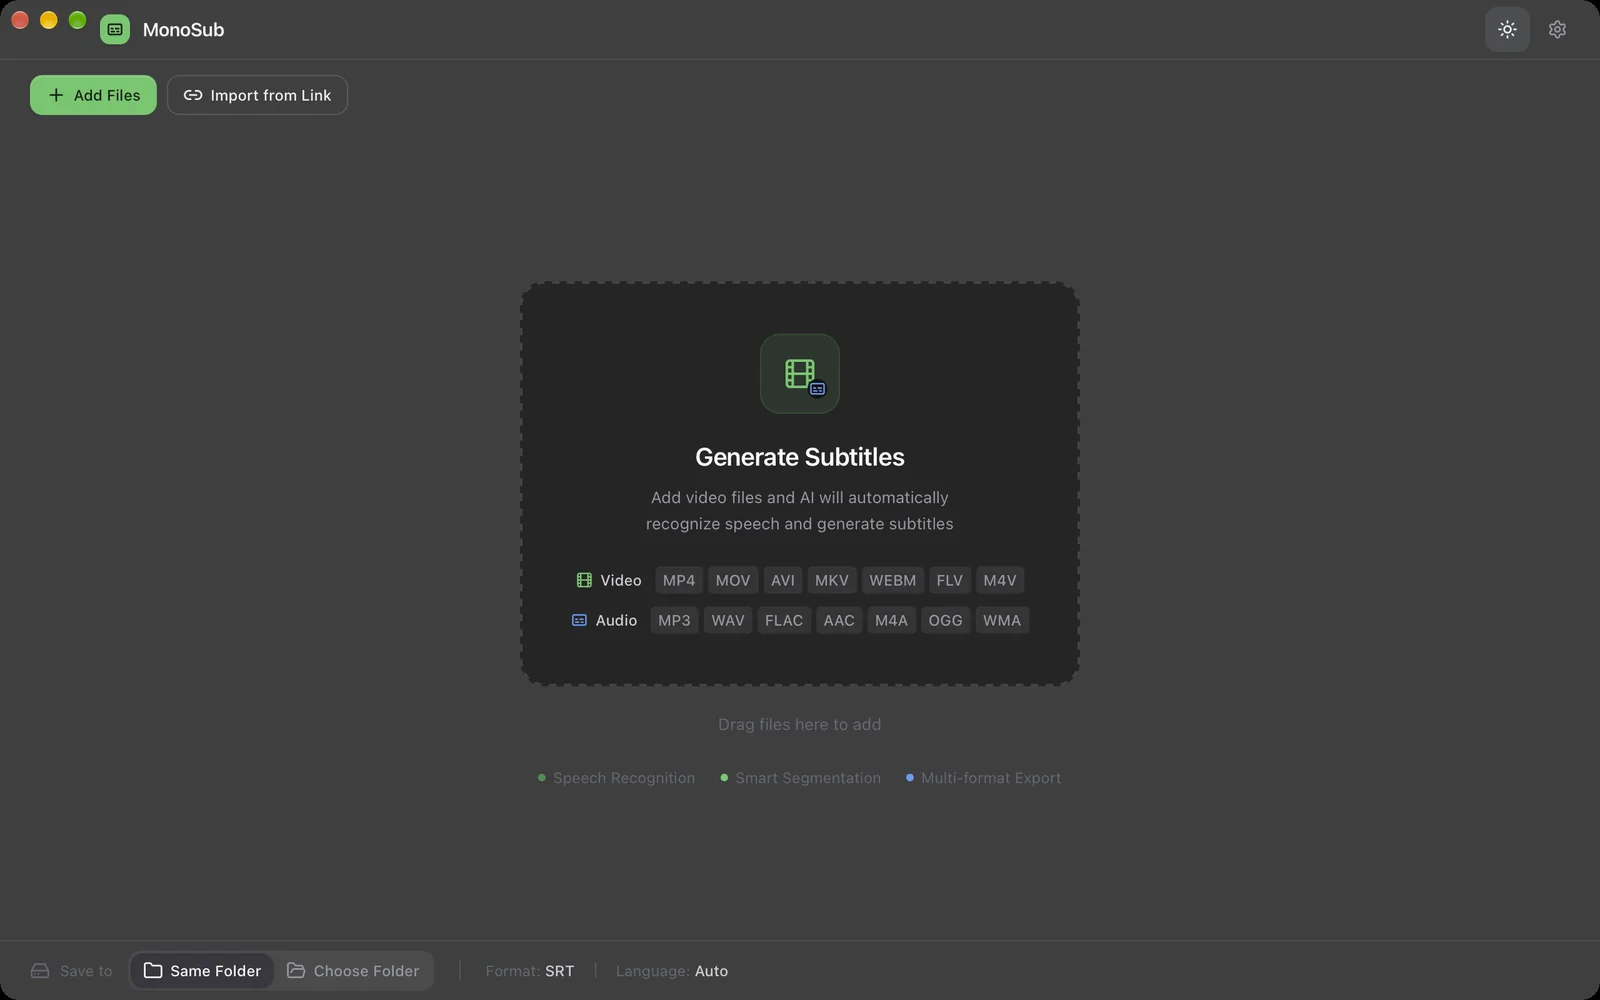 MonoSub
Add Files
Import from Link
Generate Subtitles
Add video files and AI will automatically
recognize speech and generate subtitles
Video MP4 MOV AVI MKV WEBM FLV M4V
Audio MP3 WAV FLAC AAC M4A OGG WMA
Drag files here to add
Speech Recognition Smart Segmentation Multi-format Export
Save to Same Folder Choose Folder Format: SRT Language: Auto